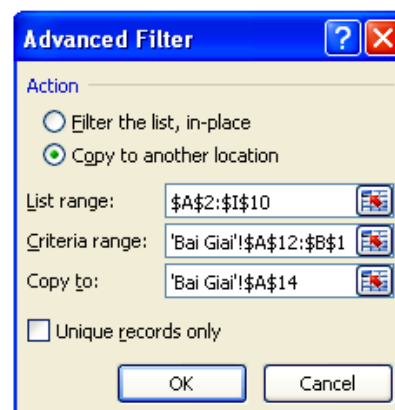 Advanced Filter
Action
Filter the list, in-place
Copy to another location
List range: $A$2:$I$10
Criteria range: 'Bai Giai'!$A$12:$B$1
Copy to: 'Bai Giai'!$A$14
Unique records only
OK Cancel